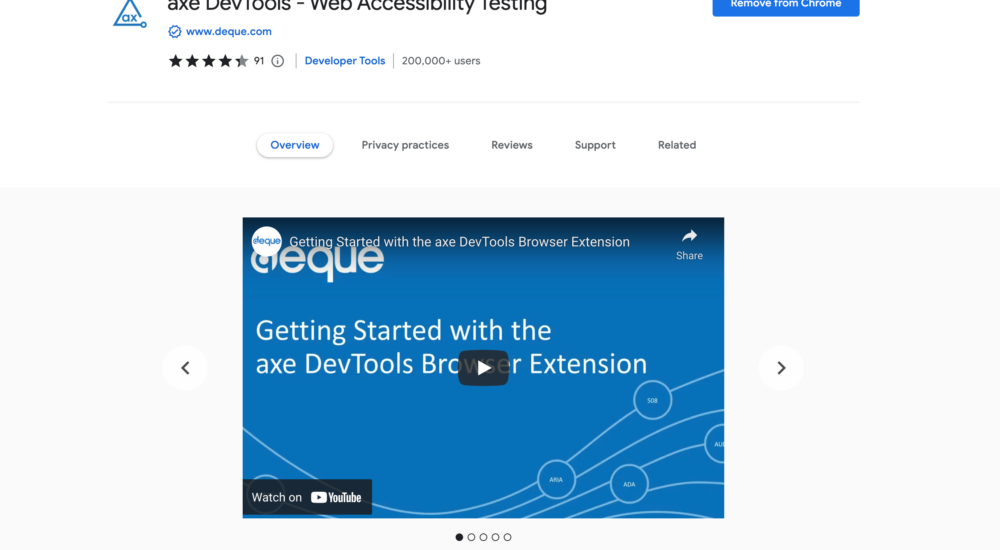 ax
axe DevTools - Web Accessibility Testing
Remove from Chrome
www.deque.com
91
Developer Tools
200,000+ users
Overview
Privacy practices
Reviews
Support
Related
deque
Getting Started with the axe DevTools Browser Extension
Share
deque
Getting Started with the
axe DevTools Browser Extension
508
AU
ARIA
ADA
Watch on YouTube